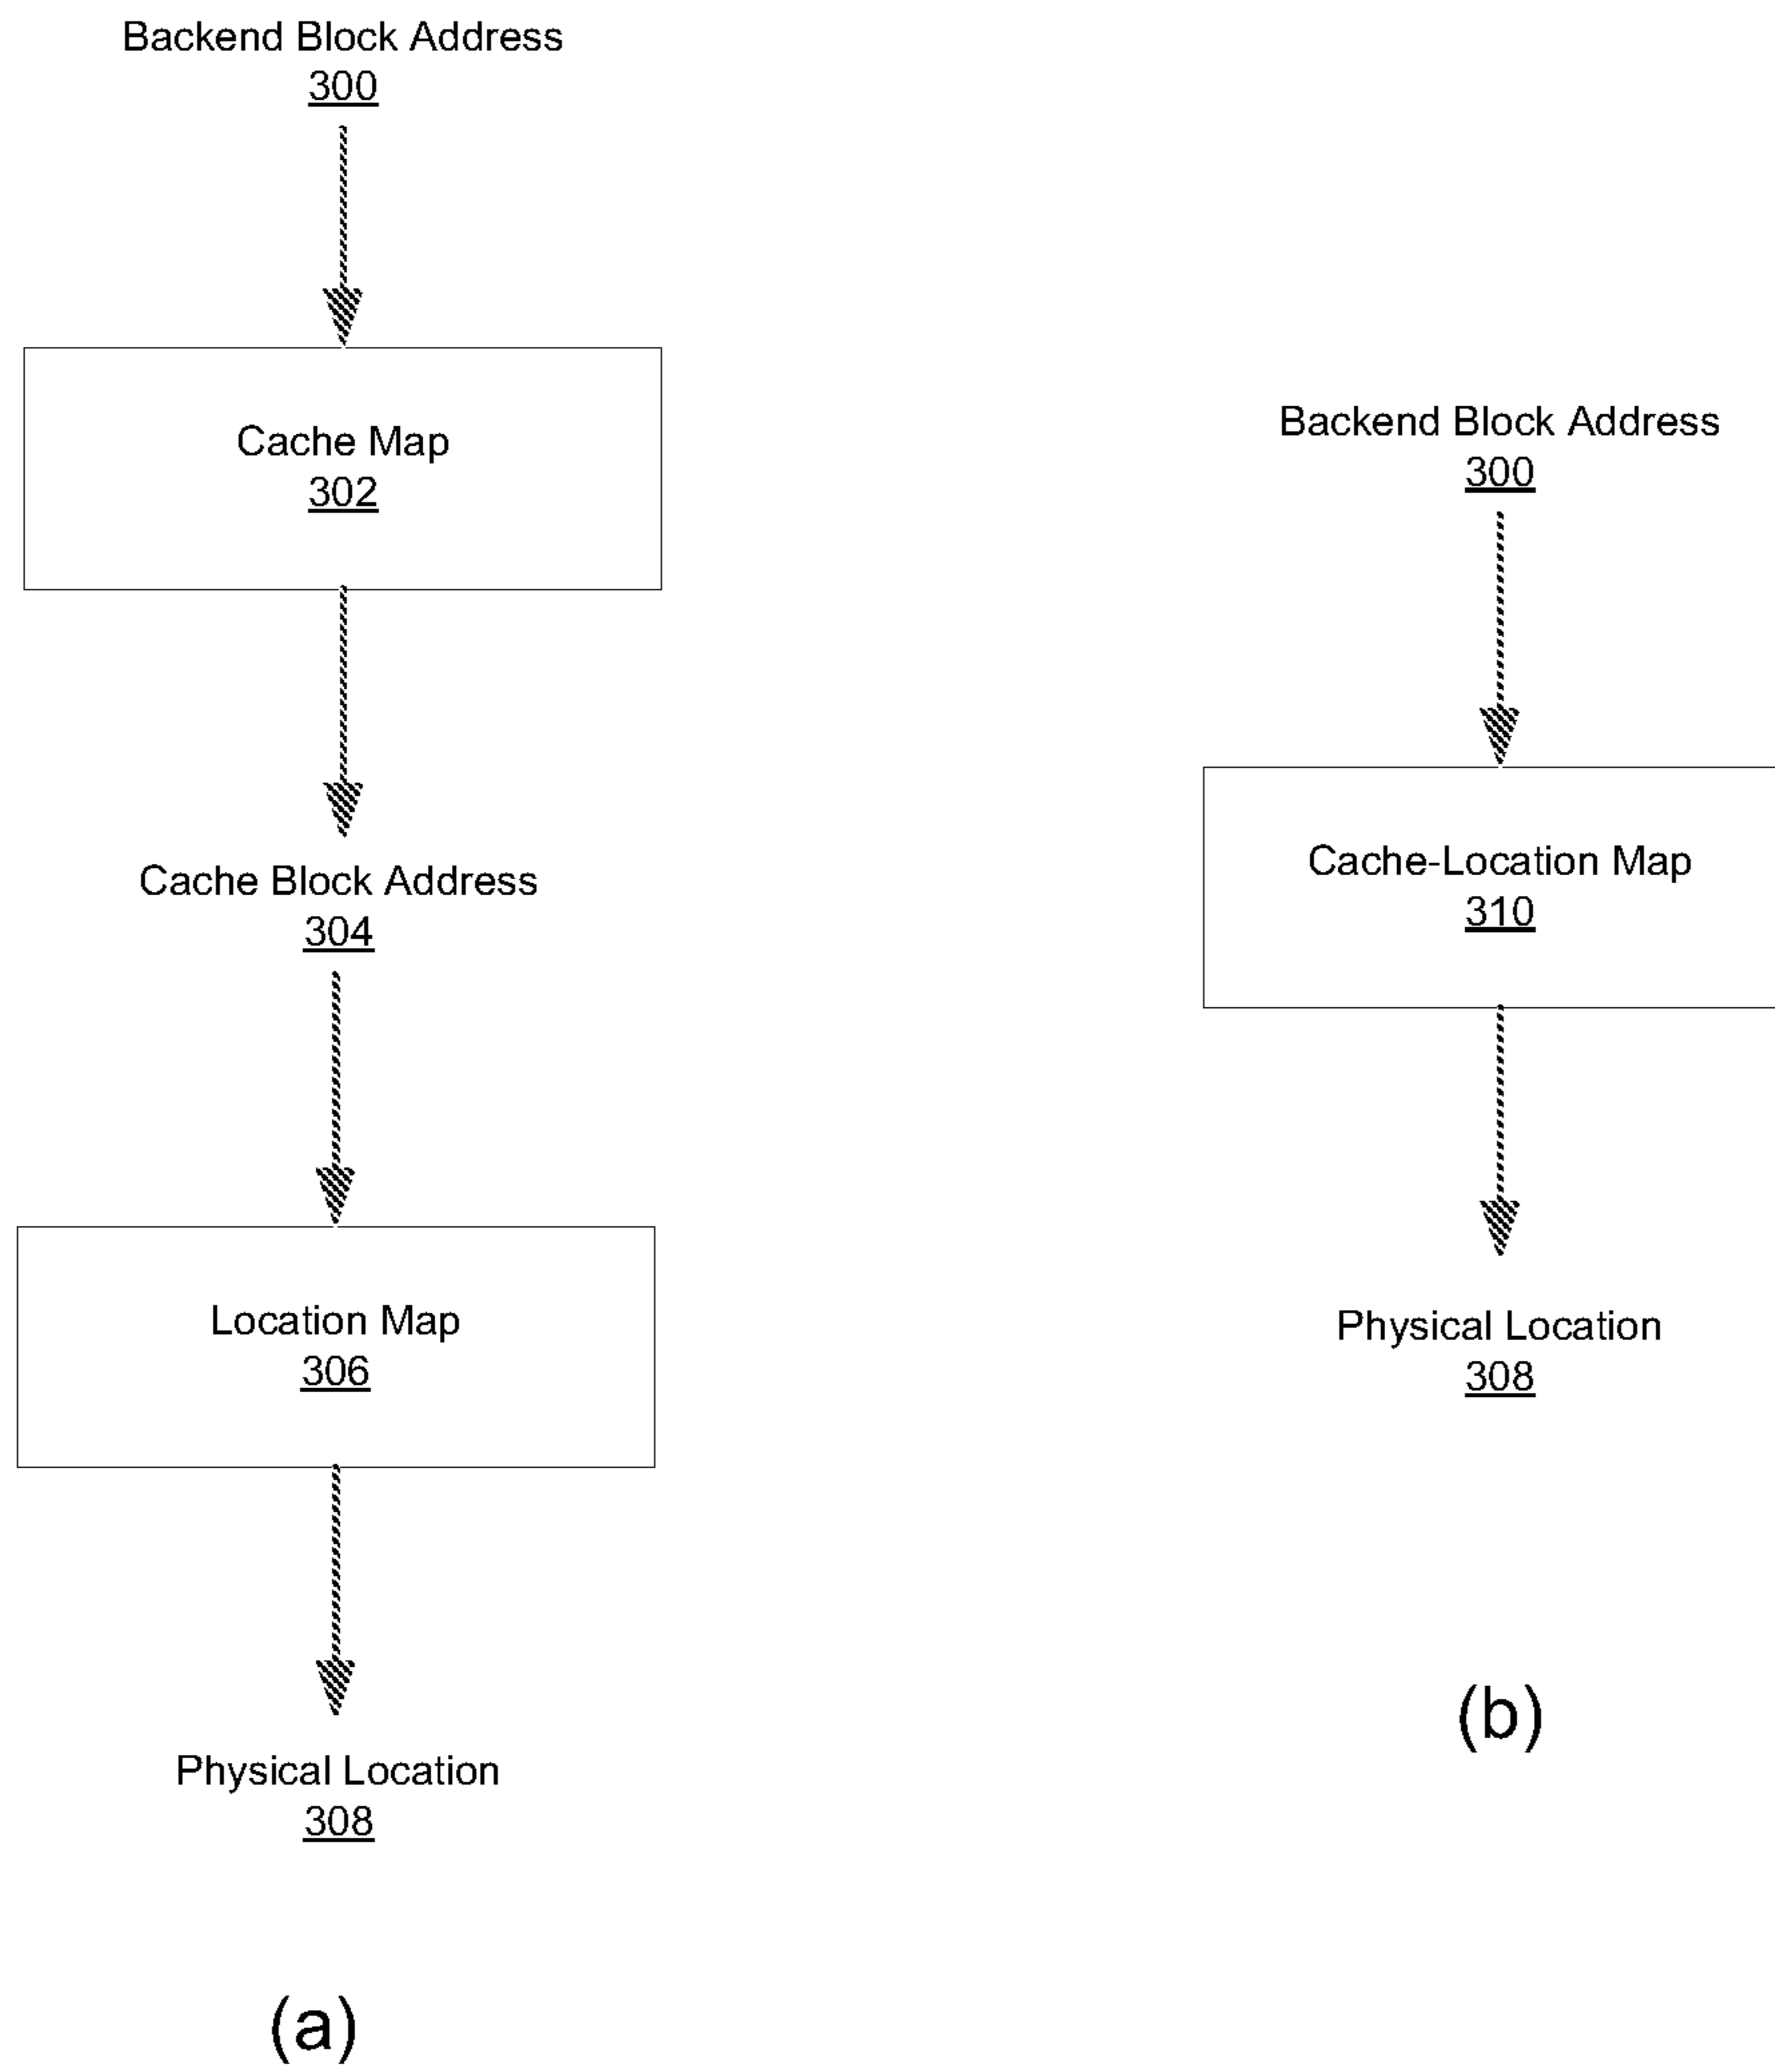 Backend Block Address
300
Cache Map
302
Cache Block Address
304
Location Map
306
Physical Location
308
(a)
Backend Block Address
300
Cache-Location Map
310
Physical Location
308
(b)